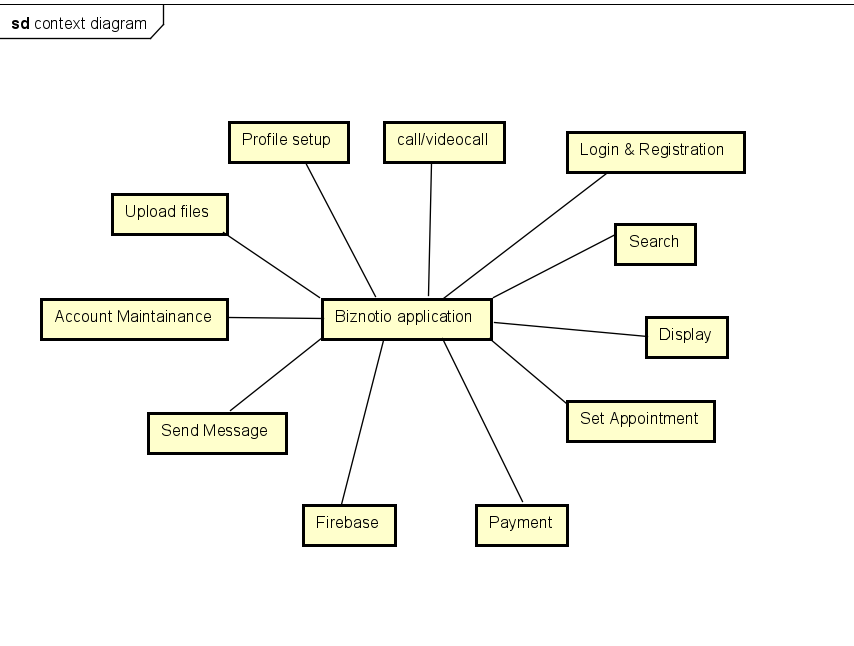 sd context diagram
Profile setup
call/videocall
Login & Registration
Upload files
Search
Account Maintainance
Biznotio application
Display
Send Message
Set Appointment
Firebase
Payment